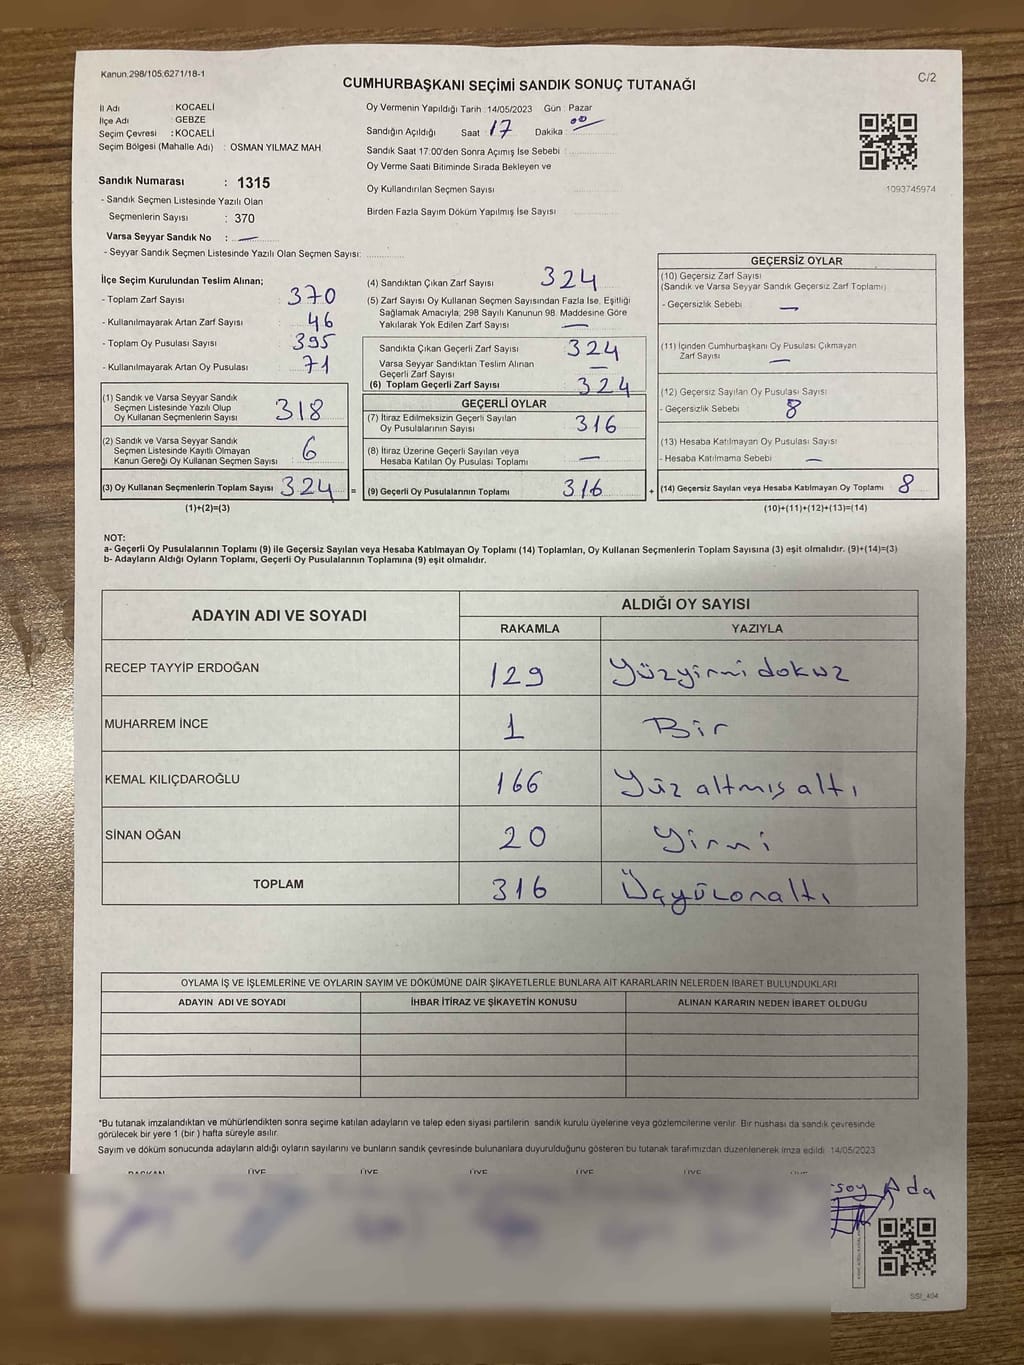 Kanun.298/105.6271/18-1
CUMHURBAŞKANI SEÇİMİ SANDIK SONUÇ TUTANAĞI
C/2
İl Adı : KOCAELİ
İlçe Adı : GEBZE
Seçim Çevresi : KOCAELİ
Seçim Bölgesi (Mahalle Adı) : OSMAN YILMAZ MAH.
Oy Vermenin Yapıldığı Tarih :14/05/2023 Gün : Pazar
Sandığın Açıldığı Saat : 17 Dakika : 00
Sandık Saat 17:00'den Sonra Açımış İse Sebebi :
Oy Verme Saati Bitiminde Sırada Bekleyen ve
Oy Kullandırılan Seçmen Sayısı
Birden Fazla Sayım Döküm Yapılmış İse Sayısı
1093745974
Sandık Numarası : 1315
- Sandık Seçmen Listesinde Yazılı Olan
Seçmenlerin Sayısı : 370
Varsa Seyyar Sandık No : —
- Seyyar Sandık Seçmen Listesinde Yazılı Olan Seçmen Sayısı:
İlçe Seçim Kurulundan Teslim Alınan;
- Toplam Zarf Sayısı : 370
- Kullanılmayarak Artan Zarf Sayısı : 46
- Toplam Oy Pusulası Sayısı : 395
- Kullanılmayarak Artan Oy Pusulası : 71
(1) Sandık ve Varsa Seyyar Sandık
Seçmen Listesinde Yazılı Olup
Oy Kullanan Seçmenlerin Sayısı : 318
(2) Sandık ve Varsa Seyyar Sandık
Seçmen Listesinde Kayıtlı Olmayan
Kanun Gereği Oy Kullanan Seçmen Sayısı : 6
(3) Oy Kullanan Seçmenlerin Toplam Sayısı : 324 =
(1)+(2)=(3)
(4) Sandıktan Çıkan Zarf Sayısı : 324
(5) Zarf Sayısı Oy Kullanan Seçmen Sayısından Fazla İse, Eşitliği
Sağlamak Amacıyla, 298 Sayılı Kanunun 98. Maddesine Göre
Yakılarak Yok Edilen Zarf Sayısı : —
Sandıkta Çıkan Geçerli Zarf Sayısı : 324
Varsa Seyyar Sandıktan Teslim Alınan
Geçerli Zarf Sayısı : —
(6) Toplam Geçerli Zarf Sayısı : 324
GEÇERLİ OYLAR
(7) İtiraz Edilmeksizin Geçerli Sayılan
Oy Pusulalarının Sayısı : 316
(8) İtiraz Üzerine Geçerli Sayılan veya
Hesaba Katılan Oy Pusulası Toplamı : —
(9) Geçerli Oy Pusulalarının Toplamı : 316 +
GEÇERSİZ OYLAR
(10) Geçersiz Zarf Sayısı
(Sandık ve Varsa Seyyar Sandık Geçersiz Zarf Toplamı)
- Geçersizlik Sebebi : —
(11) İçinden Cumhurbaşkanı Oy Pusulası Çıkmayan
Zarf Sayısı : —
(12) Geçersiz Sayılan Oy Pusulası Sayısı
- Geçersizlik Sebebi : 8
(13) Hesaba Katılmayan Oy Pusulası Sayısı
- Hesaba Katılmama Sebebi : —
(14) Geçersiz Sayılan veya Hesaba Katılmayan Oy Toplamı : 8
(10)+(11)+(12)+(13)=(14)
NOT:
a- Geçerli Oy Pusulalarının Toplamı (9) ile Geçersiz Sayılan veya Hesaba Katılmayan Oy Toplamı (14) Toplamları, Oy Kullanan Seçmenlerin Toplam Sayısına (3) eşit olmalıdır. (9)+(14)=(3)
b- Adayların Aldığı Oyların Toplamı, Geçerli Oy Pusulalarının Toplamına (9) eşit olmalıdır.
ADAYIN ADI VE SOYADI ALDIĞI OY SAYISI
RAKAMLA YAZIYLA
RECEP TAYYİP ERDOĞAN 129 Yüzyirmi dokuz
MUHARREM İNCE 1 Bir
KEMAL KILIÇDAROĞLU 166 Yüz altmış altı
SİNAN OĞAN 20 Yirmi
TOPLAM 316 Üçyüzonaltı
OYLAMA İŞ VE İŞLEMLERİNE VE OYLARIN SAYIM VE DÖKÜMÜNE DAİR ŞİKAYETLERLE BUNLARA AİT KARARLARIN NELERDEN İBARET BULUNDUKLARI
ADAYIN ADI VE SOYADI İHBAR İTİRAZ VE ŞİKAYETİN KONUSU ALINAN KARARIN NEDEN İBARET OLDUĞU
*Bu tutanak imzalandıktan ve mühürlendikten sonra seçime katılan adayların ve talep eden siyasi partilerin sandık kurulu üyelerine veya gözlemcilerine verilir. Bir nüshası da sandık çevresinde
görülecek bir yere 1 (bir) hafta süreyle asılır.
Sayım ve döküm sonucunda adayların aldığı oyların sayılarını ve bunların sandık çevresinde bulunanlara duyurulduğunu gösteren bu tutanak tarafımızdan düzenlenerek imza edildi. 14/05/2023
BAŞKAN ÜYE ÜYE ÜYE ÜYE ÜYE ÜYE
soy Ada
SSI_494